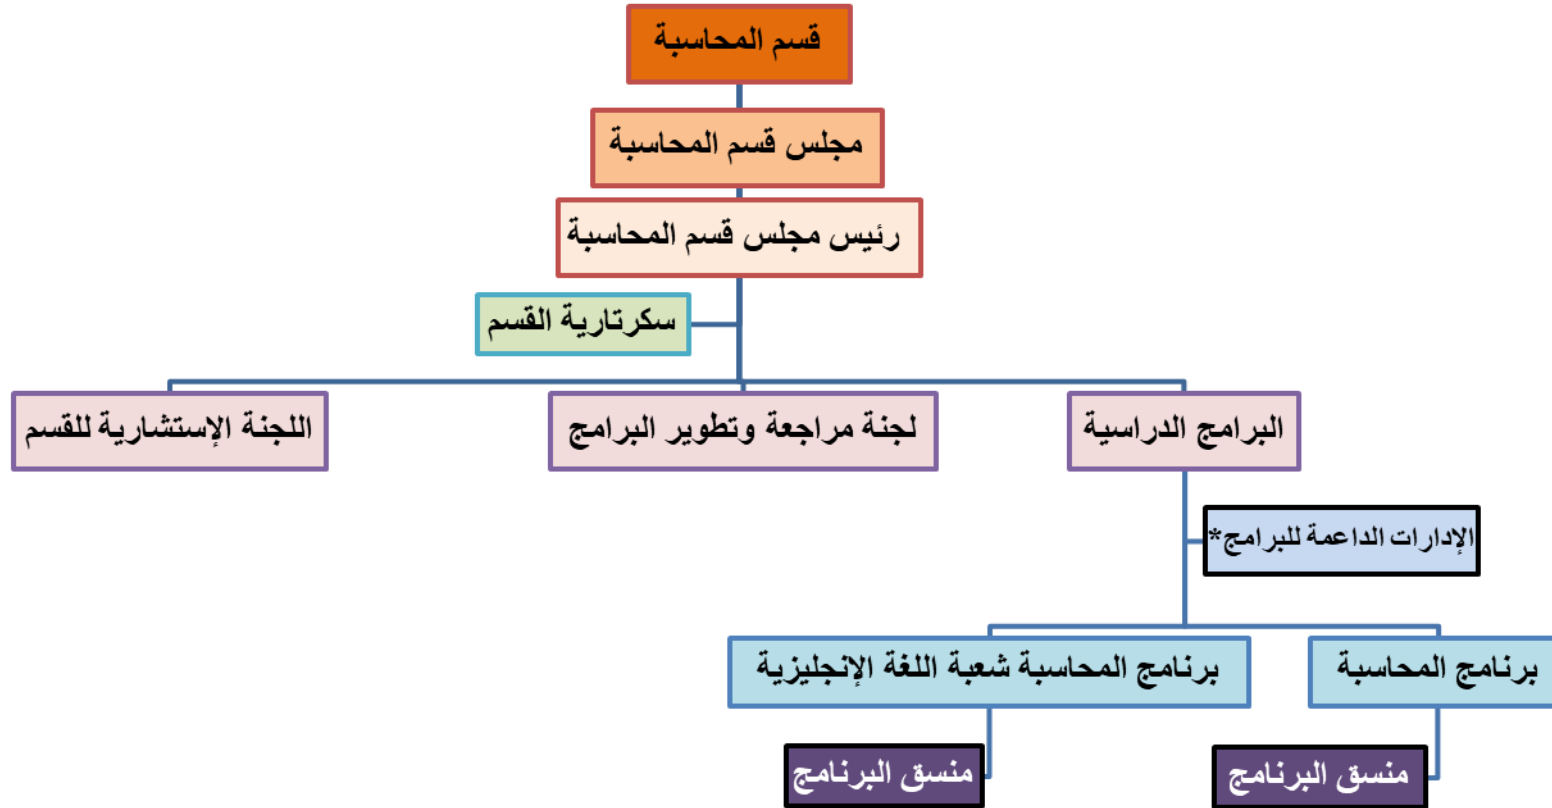 قسم المحاسبة
مجلس قسم المحاسبة
رئيس مجلس قسم المحاسبة
سكرتارية القسم
البرامج الدراسية
لجنة مراجعة وتطوير البرامج
اللجنة الإستشارية للقسم
الإدارات الداعمة للبرامج*
برنامج المحاسبة
برنامج المحاسبة شعبة اللغة الإنجليزية
منسق البرنامج
منسق البرنامج